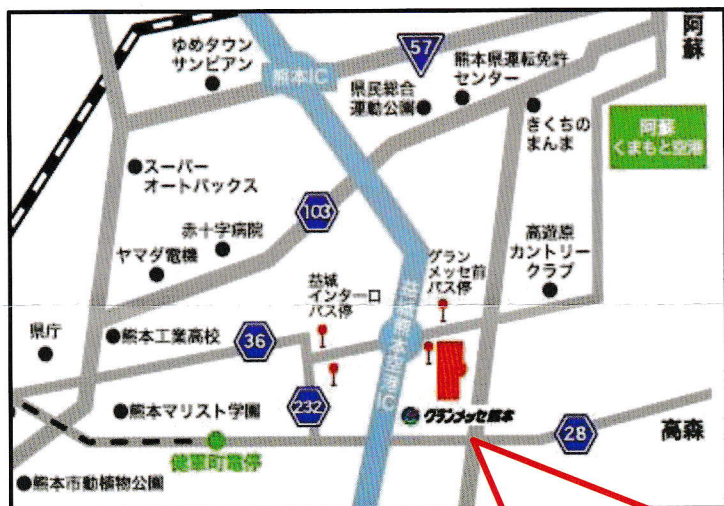 ゆめタウン
サンピアン
熊本IC
57
県民総合
運動公園
熊本県運転免許
センター
阿蘇
きくちの
まんま
阿蘇
くまもと空港
スーパー
オートバックス
103
赤十字病院
ヤマダ電機
高遊原
カントリー
クラブ
益城
インター口
バス停
グラン
メッセ前
バス停
益城熊本空港IC
県庁
熊本工業高校
36
232
熊本マリスト学園
グランメッセ熊本
28
高森
健軍町電停
熊本市動植物公園